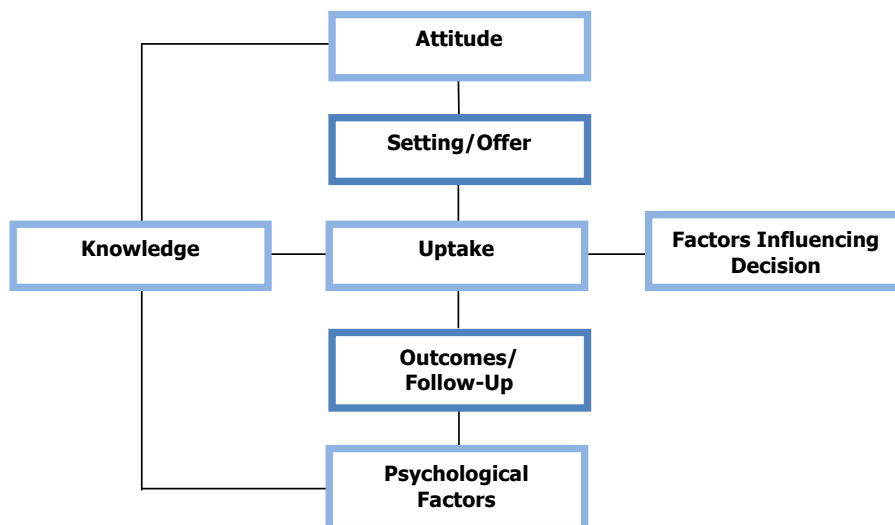 Attitude
Setting/Offer
Knowledge
Uptake
Factors Influencing
Decision
Outcomes/
Follow-Up
Psychological
Factors